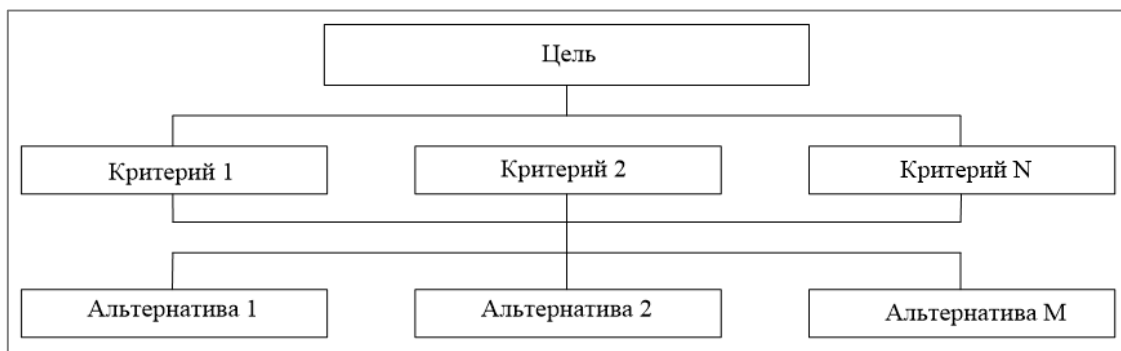 Цель
Критерий 1
Критерий 2
Критерий N
Альтернатива 1
Альтернатива 2
Альтернатива M